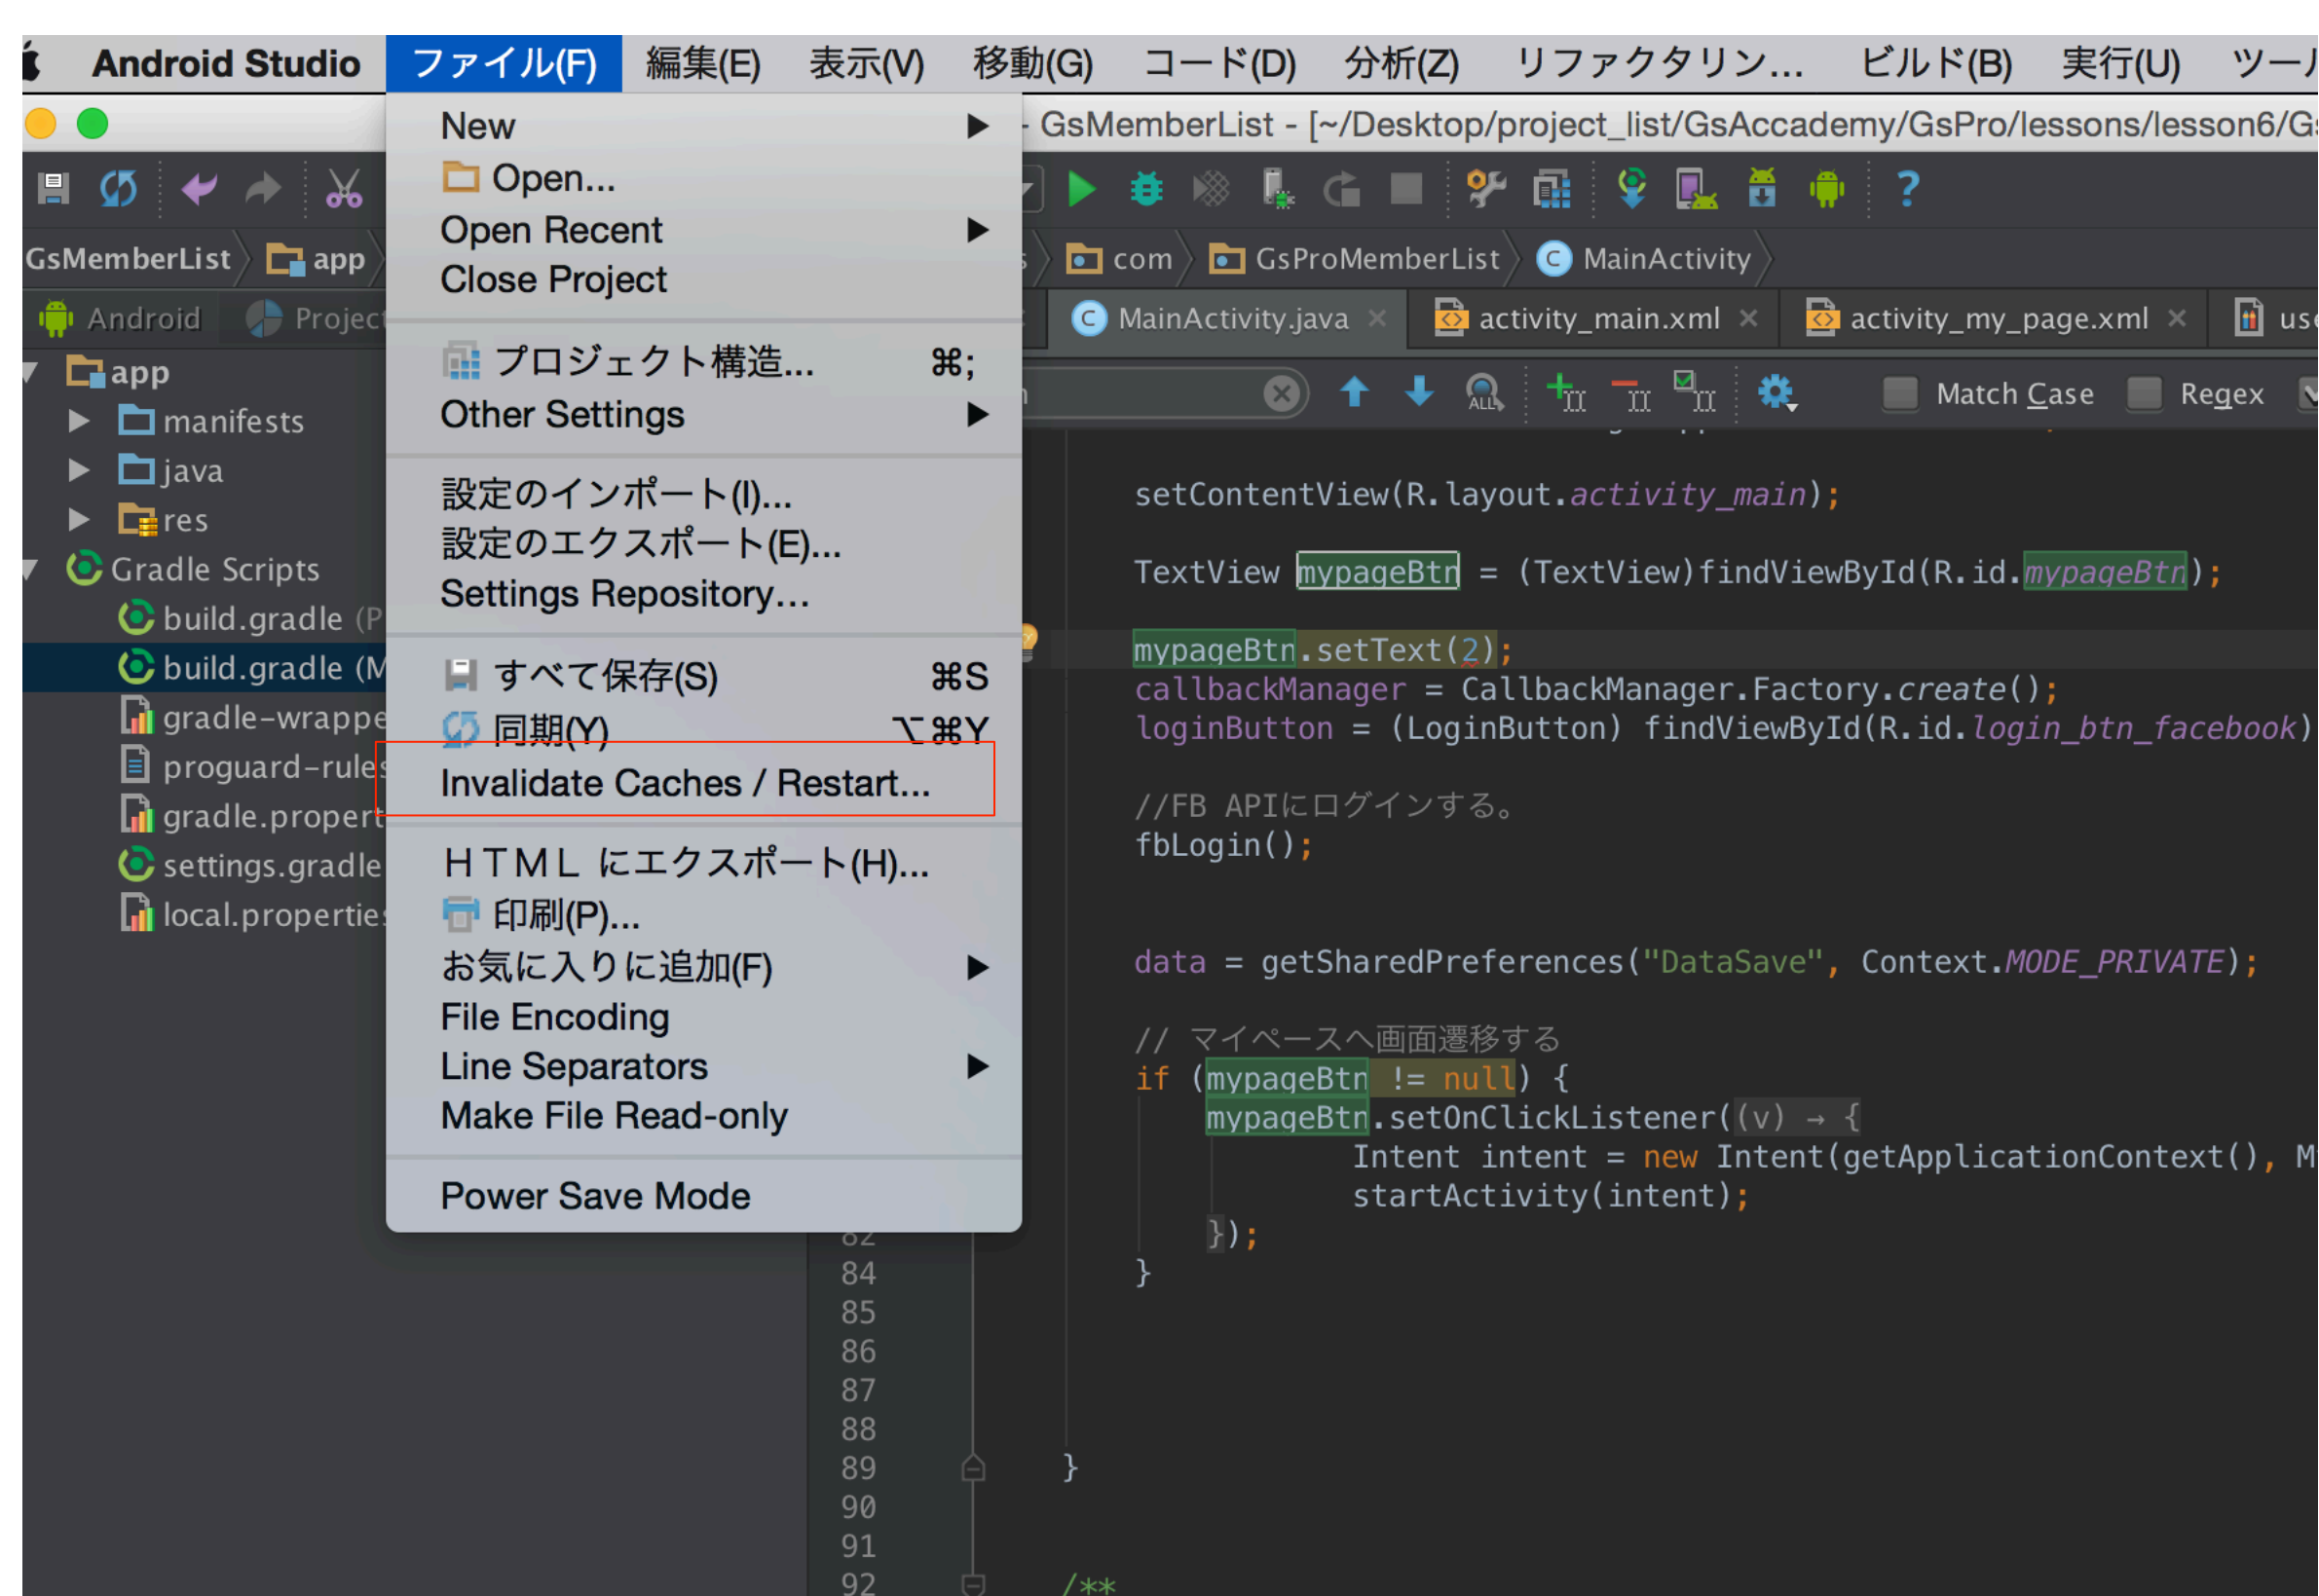 Android Studio ファイル(F) 編集(E) 表示(V) 移動(G) コード(D) 分析(Z) リファクタリン... ビルド(B) 実行(U) ツール
- GsMemberList - [~/Desktop/project_list/GsAccademy/GsPro/lessons/lesson6/Gs
New
Open...
Open Recent
Close Project
プロジェクト構造... ⌘;
Other Settings
設定のインポート(I)...
設定のエクスポート(E)...
Settings Repository...
すべて保存(S) ⌘S
同期(Y) ⌥⌘Y
Invalidate Caches / Restart...
ＨＴＭＬ にエクスポート(H)...
印刷(P)...
お気に入りに追加(F)
File Encoding
Line Separators
Make File Read-only
Power Save Mode
GsMemberList app com GsProMemberList MainActivity
Android Project
MainActivity.java activity_main.xml activity_my_page.xml use
Match Case Regex
app
manifests
java
res
Gradle Scripts
build.gradle (P
build.gradle (M
gradle-wrappe
proguard-rules
gradle.propert
settings.gradle
local.properties
setContentView(R.layout.activity_main);
TextView mypageBtn = (TextView)findViewById(R.id.mypageBtn);
mypageBtn.setText(2);
callbackManager = CallbackManager.Factory.create();
loginButton = (LoginButton) findViewById(R.id.login_btn_facebook)
//FB APIにログインする。
fbLogin();
data = getSharedPreferences("DataSave", Context.MODE_PRIVATE);
// マイページへ画面遷移する
if (mypageBtn != null) {
mypageBtn.setOnClickListener((v) → {
Intent intent = new Intent(getApplicationContext(), M
startActivity(intent);
82 });
84 }
85
86
87
88
89 }
90
91
92 /**